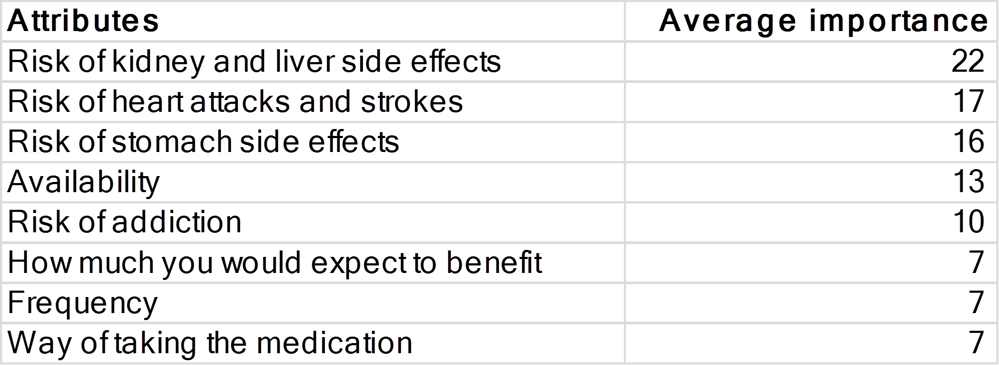 Attributes Average importance
Risk of kidney and liver side effects 22
Risk of heart attacks and strokes 17
Risk of stomach side effects 16
Availability 13
Risk of addiction 10
How much you would expect to benefit 7
Frequency 7
Way of taking the medication 7